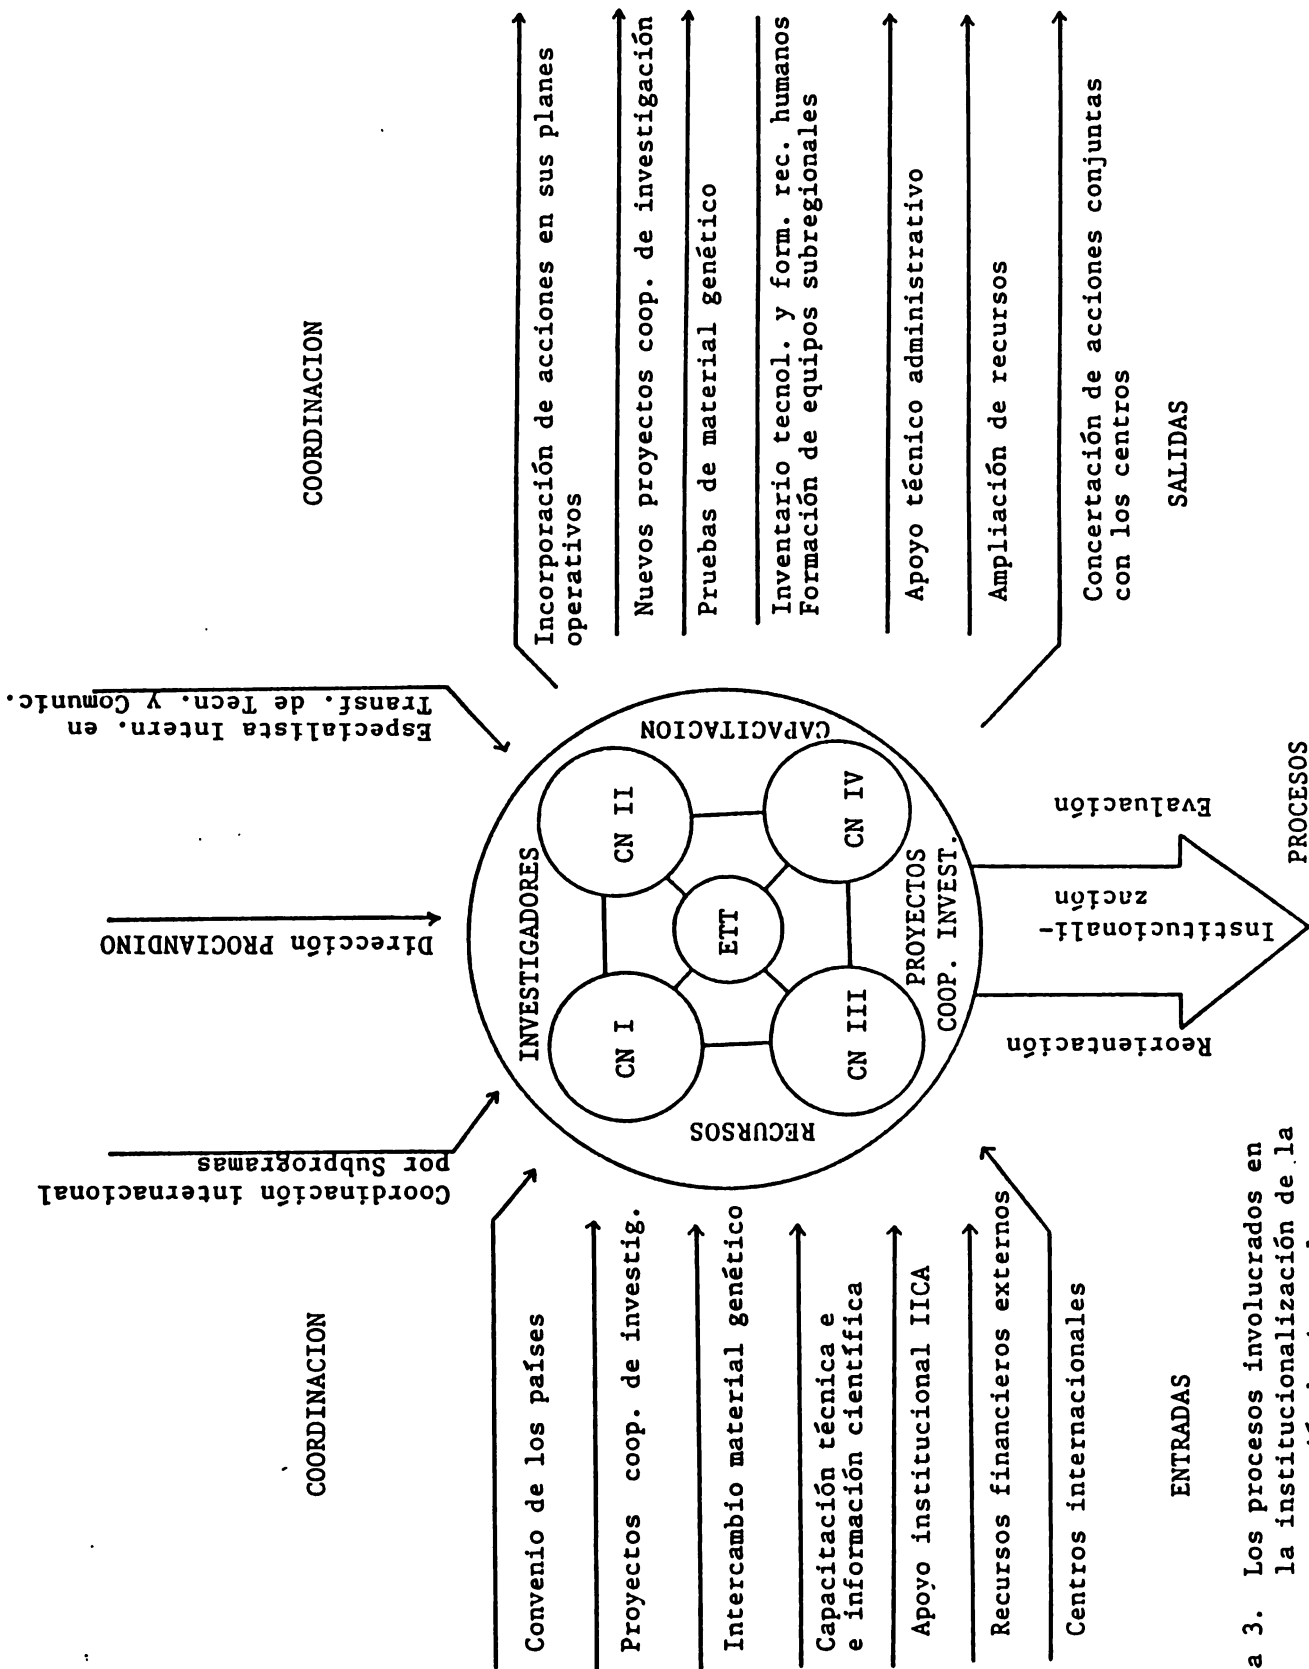 COORDINACION
COORDINACION
Coordinación internacional
por Subprogramas
Dirección PROCIANDINO
Especialista Intern. en
Transf. de Tecn. y Comunic.
Convenio de los países
Proyectos coop. de investig.
Intercambio material genético
Capacitación técnica e
e información científica
Apoyo institucional IICA
Recursos financieros externos
Centros internacionales
ENTRADAS
INVESTIGADORES
CAPACITACION
RECURSOS
PROYECTOS
COOP. INVEST.
CN I
CN II
ETT
CN III
CN IV
Incorporación de acciones en sus planes
operativos
Nuevos proyectos coop. de investigación
Pruebas de material genético
Inventario tecnol. y form. rec. humanos
Formación de equipos subregionales
Apoyo técnico administrativo
Ampliación de recursos
Concertación de acciones conjuntas
con los centros
SALIDAS
Reorientación
Institucionali-
zación
Evaluación
PROCESOS
a 3. Los procesos involucrados en
la institucionalización de la